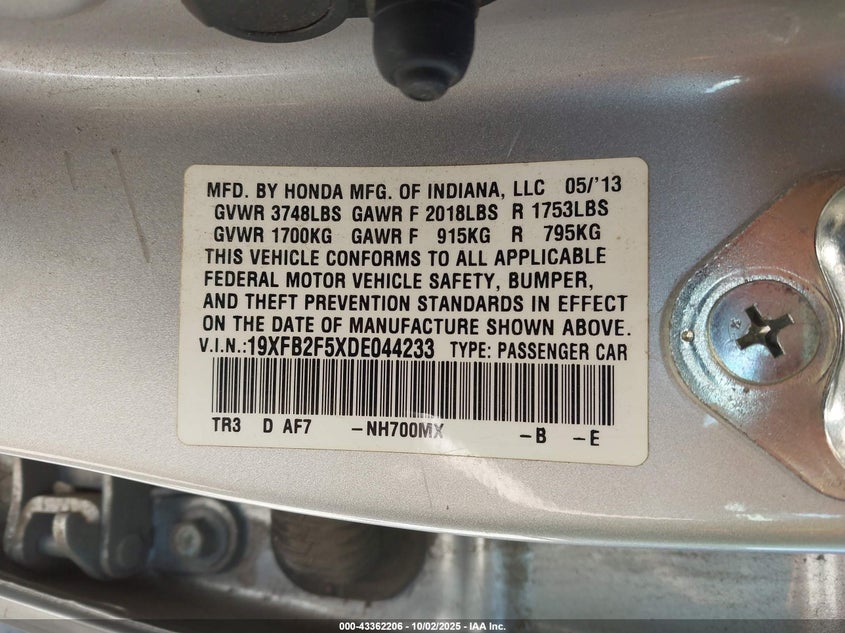 MFD. BY HONDA MFG. OF INDIANA, LLC 05/'13
GVWR 3748LBS GAWR F 2018LBS R 1753LBS
GVWR 1700KG GAWR F 915KG R 795KG
THIS VEHICLE CONFORMS TO ALL APPLICABLE
FEDERAL MOTOR VEHICLE SAFETY, BUMPER,
AND THEFT PREVENTION STANDARDS IN EFFECT
ON THE DATE OF MANUFACTURE SHOWN ABOVE.
V.I.N.:19XFB2F5XDE044233 TYPE: PASSENGER CAR
TR3 D AF7 -NH700MX -B -E
000-43362206 - 10/02/2025 - IAA Inc.